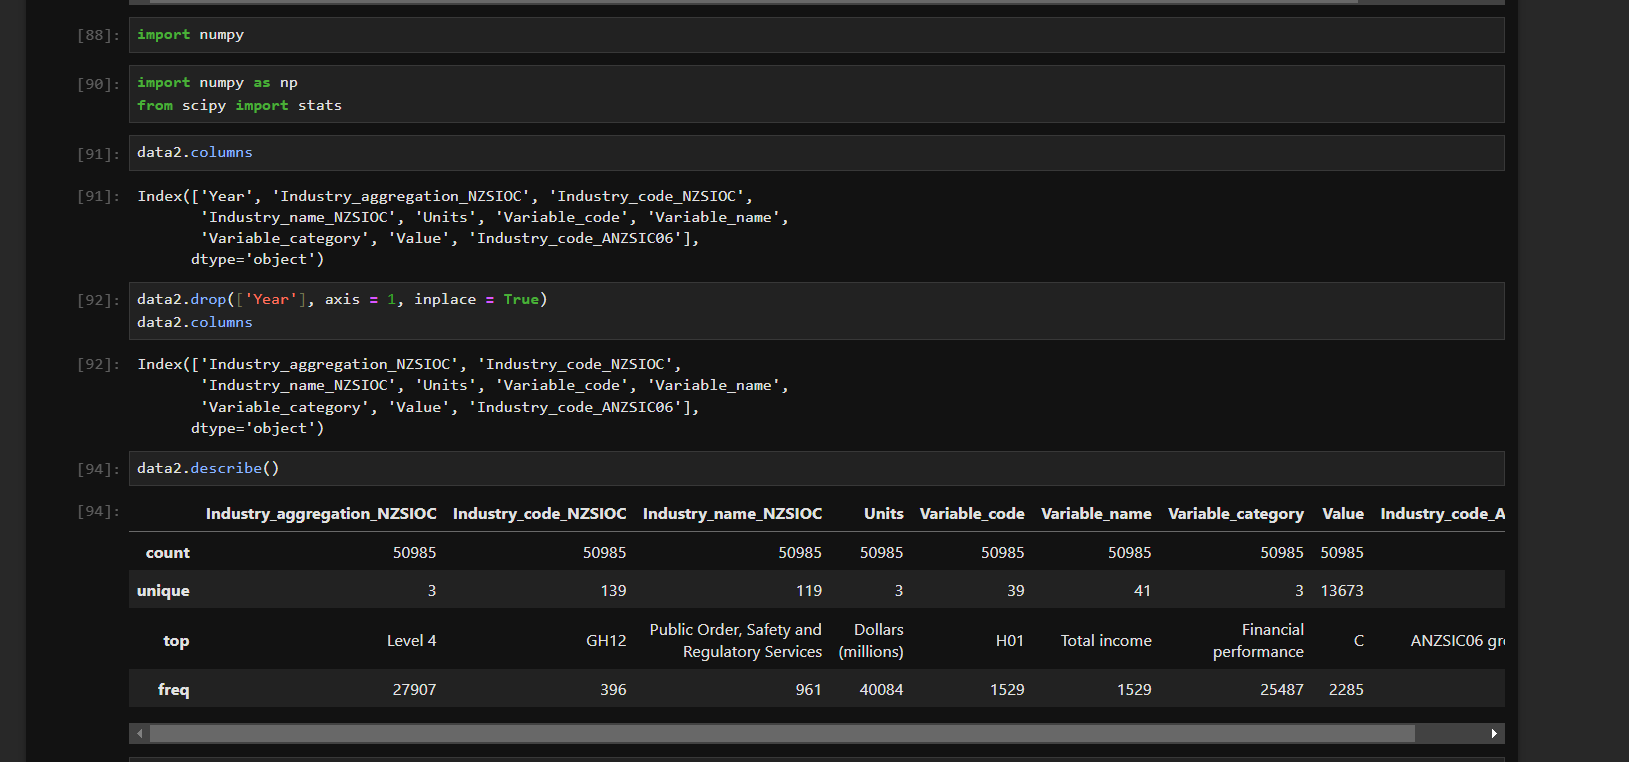 [88]: import numpy
[90]: import numpy as np
from scipy import stats
[91]: data2.columns
[91]: Index(['Year', 'Industry_aggregation_NZSIOC', 'Industry_code_NZSIOC',
'Industry_name_NZSIOC', 'Units', 'Variable_code', 'Variable_name',
'Variable_category', 'Value', 'Industry_code_ANZSIC06'],
dtype='object')
[92]: data2.drop(['Year'], axis = 1, inplace = True)
data2.columns
[92]: Index(['Industry_aggregation_NZSIOC', 'Industry_code_NZSIOC',
'Industry_name_NZSIOC', 'Units', 'Variable_code', 'Variable_name',
'Variable_category', 'Value', 'Industry_code_ANZSIC06'],
dtype='object')
[94]: data2.describe()
[94]: Industry_aggregation_NZSIOC Industry_code_NZSIOC Industry_name_NZSIOC Units Variable_code Variable_name Variable_category Value Industry_code_A
count 50985 50985 50985 50985 50985 50985 50985 50985
unique 3 139 119 3 39 41 3 13673
top Level 4 GH12 Public Order, Safety and Regulatory Services Dollars (millions) H01 Total income Financial performance C ANZSIC06 gr
freq 27907 396 961 40084 1529 1529 25487 2285